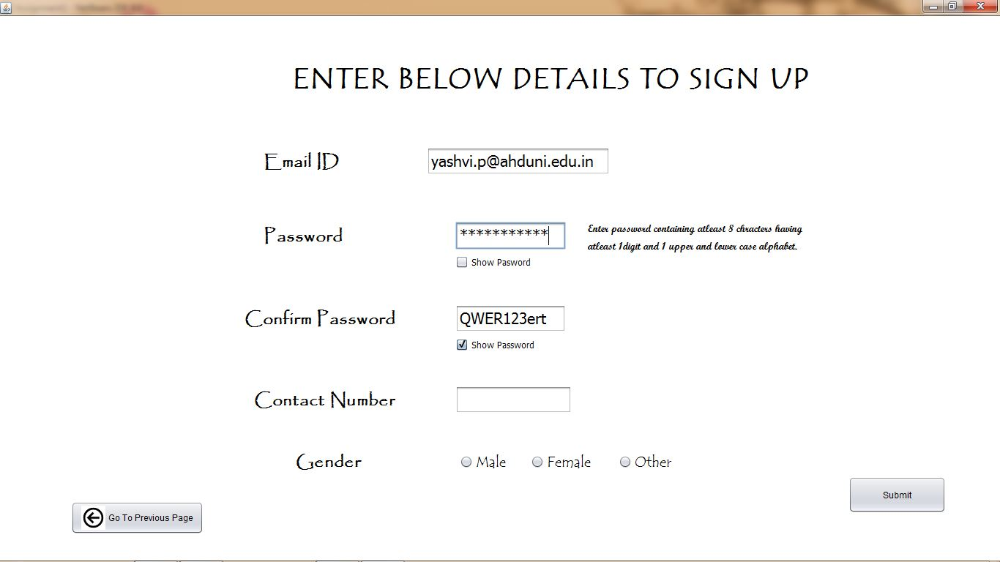 ENTER BELOW DETAILS TO SIGN UP
Email ID
yashvi.p@ahduni.edu.in
Password
***********
Enter password containing atleast 8 chracters having
atleast 1digit and 1 upper and lower case alphabet.
Show Pasword
Confirm Password
QWER123ert
Show Password
Contact Number
Gender
Male
Female
Other
Submit
Go To Previous Page